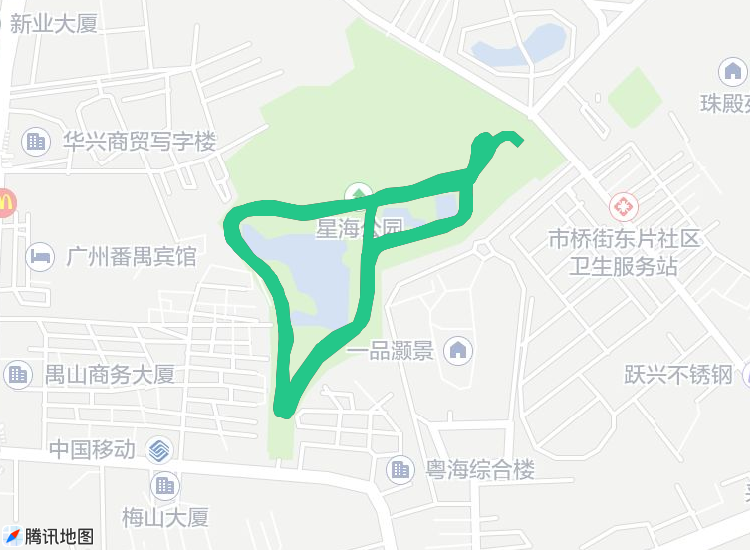 新业大厦
珠殿苑
华兴商贸写字楼
星海公园
市桥街东片社区
卫生服务站
广州番禺宾馆
一品灏景
禺山商务大厦
跃兴不锈钢
中国移动
粤海综合楼
梅山大厦
腾讯地图